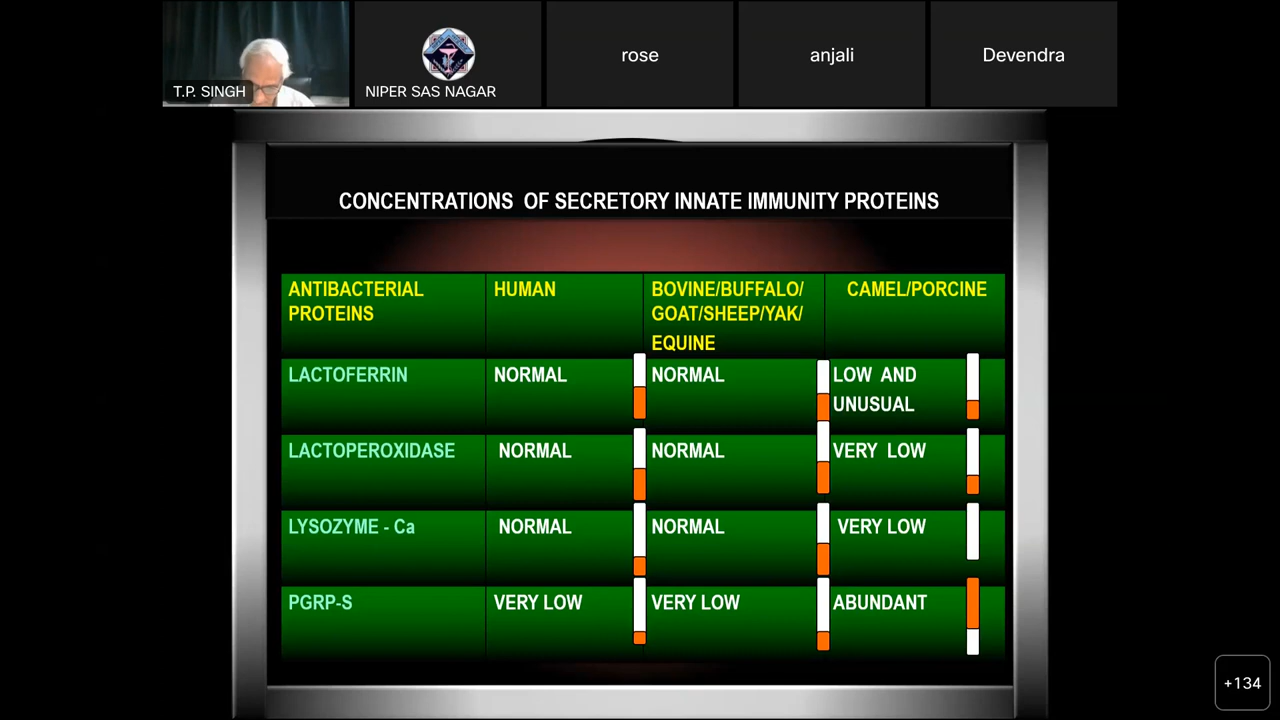 T.P. SINGH
NIPER SAS NAGAR
rose
anjali
Devendra
CONCENTRATIONS OF SECRETORY INNATE IMMUNITY PROTEINS
ANTIBACTERIAL
PROTEINS
HUMAN
BOVINE/BUFFALO/
GOAT/SHEEP/YAK/
EQUINE
CAMEL/PORCINE
LACTOFERRIN
NORMAL
NORMAL
LOW AND
UNUSUAL
LACTOPEROXIDASE
NORMAL
NORMAL
VERY LOW
LYSOZYME - Ca
NORMAL
NORMAL
VERY LOW
PGRP-S
VERY LOW
VERY LOW
ABUNDANT
+134